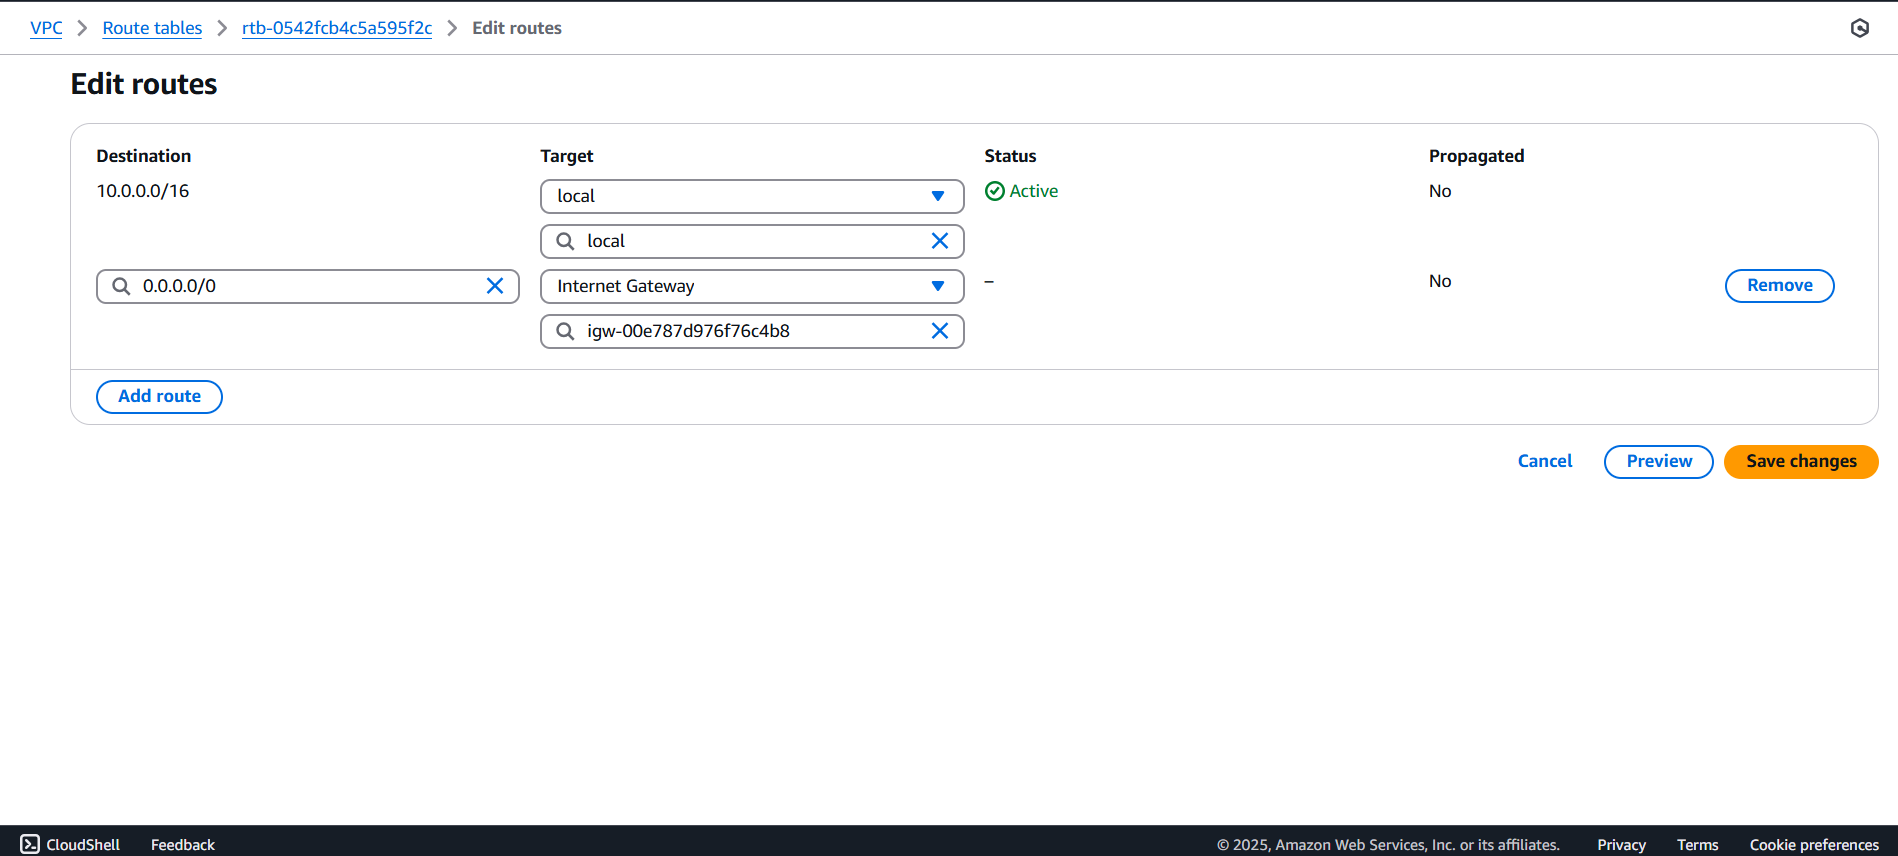 VPC > Route tables > rtb-0542fcb4c5a595f2c > Edit routes
Edit routes
Destination Target Status Propagated
10.0.0.0/16 local Active No
local
0.0.0.0/0 Internet Gateway – No Remove
igw-00e787d976f76c4b8
Add route
Cancel Preview Save changes
CloudShell Feedback © 2025, Amazon Web Services, Inc. or its affiliates. Privacy Terms Cookie preferences